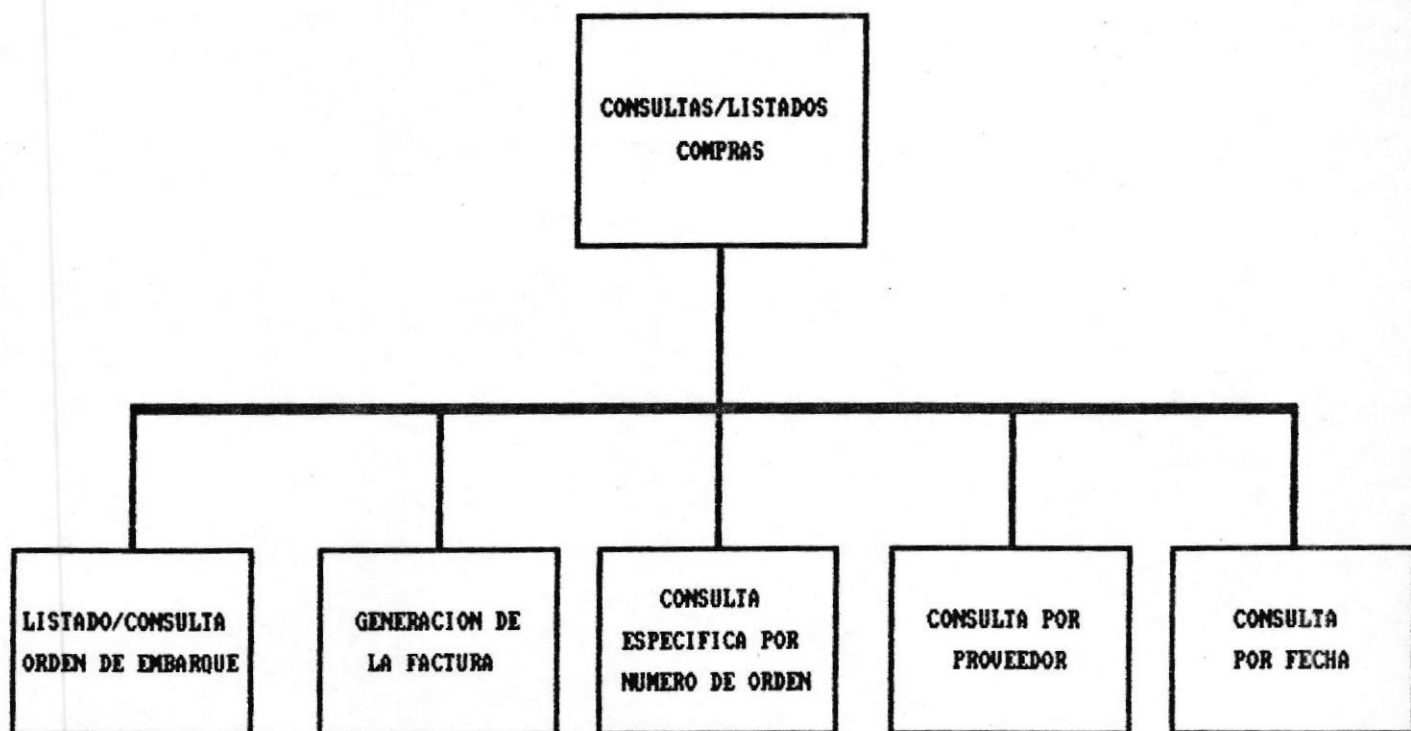 CONSULTAS/LISTADOS
COMPRAS
LISTADO/CONSULTA
ORDEN DE EMBARQUE
GENERACION DE
LA FACTURA
CONSULTA
ESPECIFICA POR
NUMERO DE ORDEN
CONSULTA POR
PROVEEDOR
CONSULTA
POR FECHA